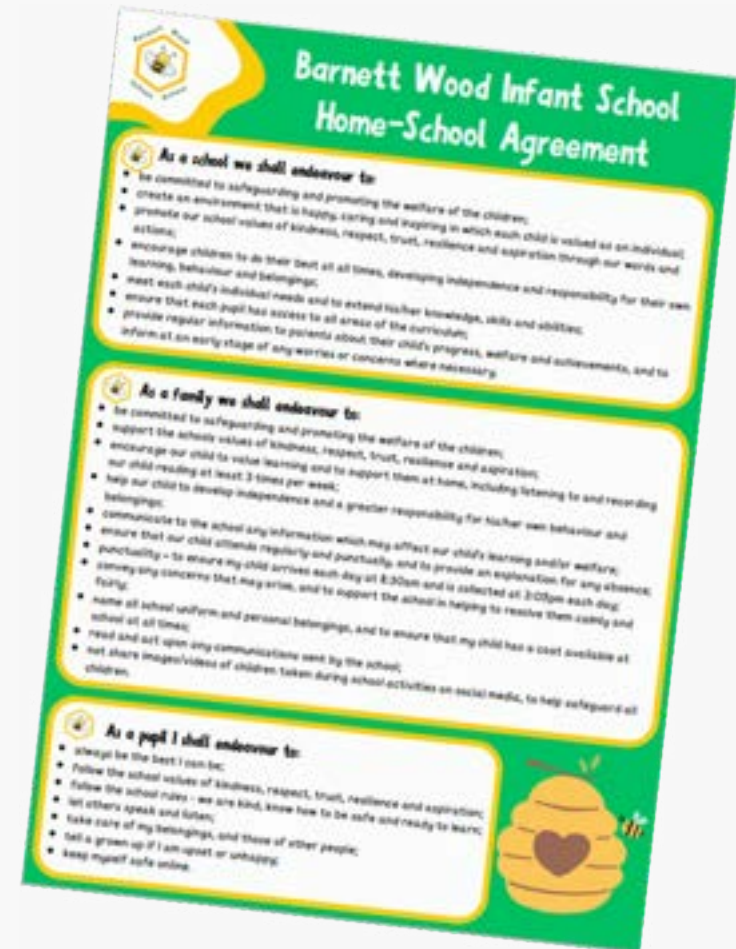 Barnett Wood
Infant School
Barnett Wood Infant School
Home-School Agreement
As a school we shall endeavour to:
be committed to safeguarding and promoting the welfare of the children;
create an environment that is happy, caring and inspiring in which each child is valued as an individual;
promote our school values of kindness, respect, trust, resilience and aspiration through our words and
actions;
encourage children to do their best at all times, developing independence and responsibility for their own
learning, behaviour and belongings;
meet each child's individual needs and to extend his/her knowledge, skills and abilities;
ensure that each pupil has access to all areas of the curriculum;
provide regular information to parents about their child's progress, welfare and achievements, and to
inform at an early stage of any worries or concerns where necessary.
As a family we shall endeavour to:
be committed to safeguarding and promoting the welfare of the children;
support the schools values of kindness, respect, trust, resilience and aspiration;
encourage our child to value learning and to support them at home, including listening to and recording
our child reading at least 3 times per week;
help our child to develop independence and a greater responsibility for his/her own behaviour and
belongings;
communicate to the school any information which may affect our child's learning and/or welfare;
ensure that our child attends regularly and punctually, and to provide an explanation for any absence;
punctuality - to ensure my child arrives each day at 8:30am and is collected at 3:05pm each day;
convey any concerns that may arise, and to support the school in helping to resolve them calmly and
fairly;
name all school uniform and personal belongings, and to ensure that my child has a coat available at
school at all times;
read and act upon any communications sent by the school;
not share images/videos of children taken during school activities on social media, to help safeguard all
children.
As a pupil I shall endeavour to:
always be the best I can be;
follow the school values of kindness, respect, trust, resilience and aspiration;
follow the school rules - we are kind, know how to be safe and ready to learn;
let others speak and listen;
take care of my belongings, and those of other people;
tell a grown up if I am upset or unhappy;
keep myself safe online.